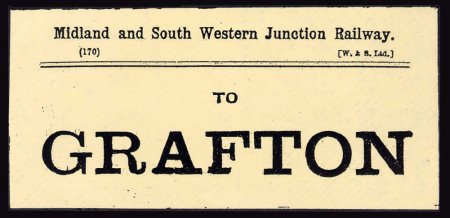 Midland and South Western Junction Railway.
(170) [W. & S. Ltd.]
TO
GRAFTON